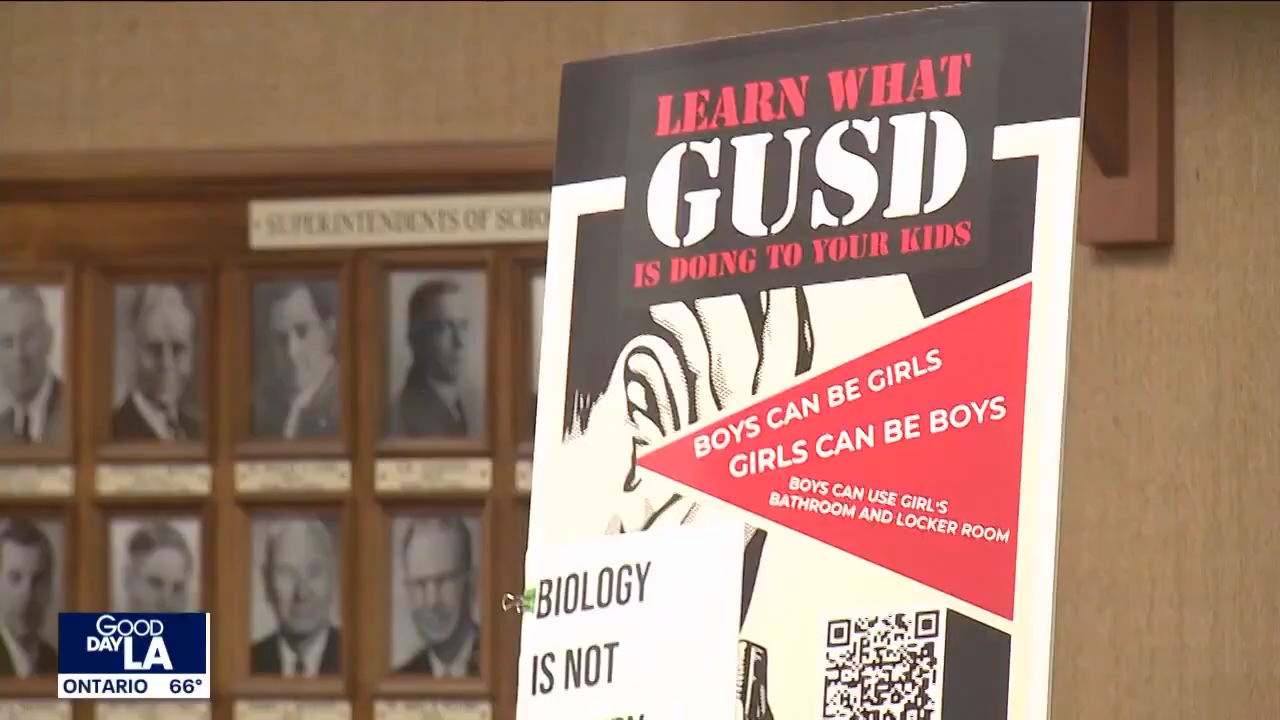 SUPERINTENDENTS OF
LEARN WHAT
GUSD
IS DOING TO YOUR KIDS
BOYS CAN BE GIRLS
GIRLS CAN BE BOYS
BOYS CAN USE GIRL'S
BATHROOM AND LOCKER ROOM
BIOLOGY
IS NOT
GOOD
DAY LA
ONTARIO 66°